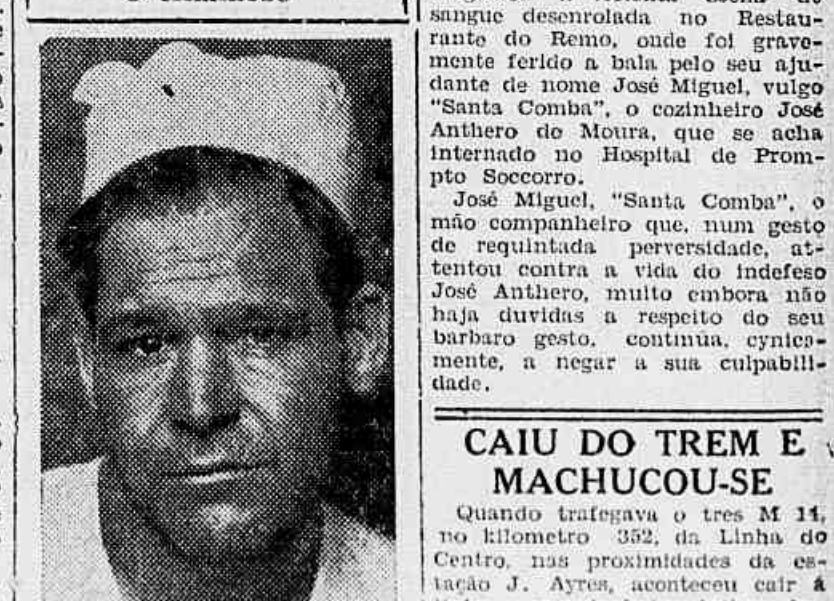 sangue desenrolada no Restau-
rante do Remo, onde foi grave-
mente ferido a bala pelo seu aju-
dante de nome José Miguel, vulgo
"Santa Comba", o cozinheiro José
Anthero de Moura, que se acha
internado no Hospital de Prom-
pto Soccorro.
José Miguel, "Santa Comba", o
mão companheiro que, num gesto
de requintada perversidade, at-
tentou contra a vida do indefeso
José Anthero, muito embora não
haja duvidas a respeito do seu
barbaro gesto, continúa, cynica-
mente, a negar a sua culpabili-
dade.
CAIU DO TREM E
MACHUCOU-SE
Quando trafegava o tres M 11,
no kilometro 352, da Linha do
Centro, nas proximidades da es-
tação J. Ayres, aconteceu cair á